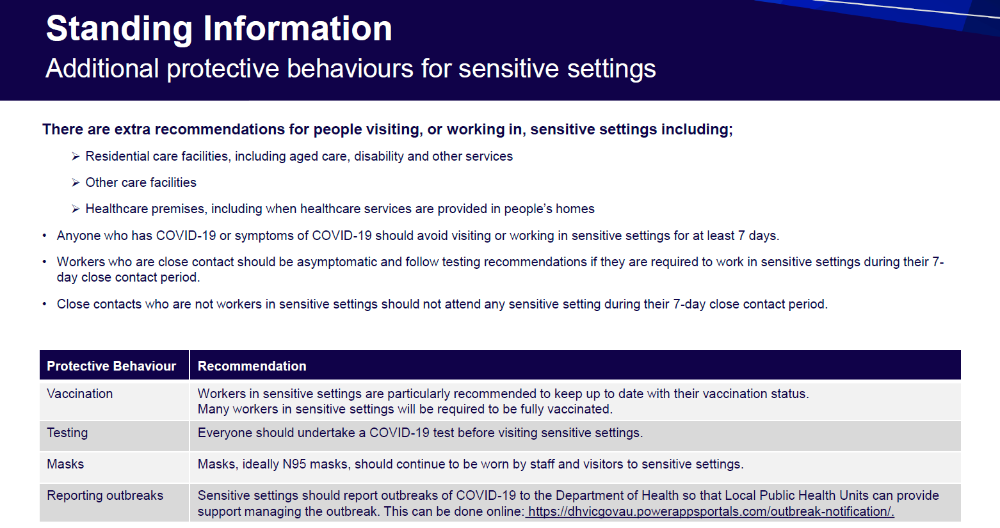 Standing Information
Additional protective behaviours for sensitive settings
There are extra recommendations for people visiting, or working in, sensitive settings including;
➢ Residential care facilities, including aged care, disability and other services
➢ Other care facilities
➢ Healthcare premises, including when healthcare services are provided in people’s homes
• Anyone who has COVID-19 or symptoms of COVID-19 should avoid visiting or working in sensitive settings for at least 7 days.
• Workers who are close contact should be asymptomatic and follow testing recommendations if they are required to work in sensitive settings during their 7-
day close contact period.
• Close contacts who are not workers in sensitive settings should not attend any sensitive setting during their 7-day close contact period.
Protective Behaviour Recommendation
Vaccination Workers in sensitive settings are particularly recommended to keep up to date with their vaccination status.
Many workers in sensitive settings will be required to be fully vaccinated.
Testing Everyone should undertake a COVID-19 test before visiting sensitive settings.
Masks Masks, ideally N95 masks, should continue to be worn by staff and visitors to sensitive settings.
Reporting outbreaks Sensitive settings should report outbreaks of COVID-19 to the Department of Health so that Local Public Health Units can provide
support managing the outbreak. This can be done online: https://dhvicgovau.powerappsportals.com/outbreak-notification/.